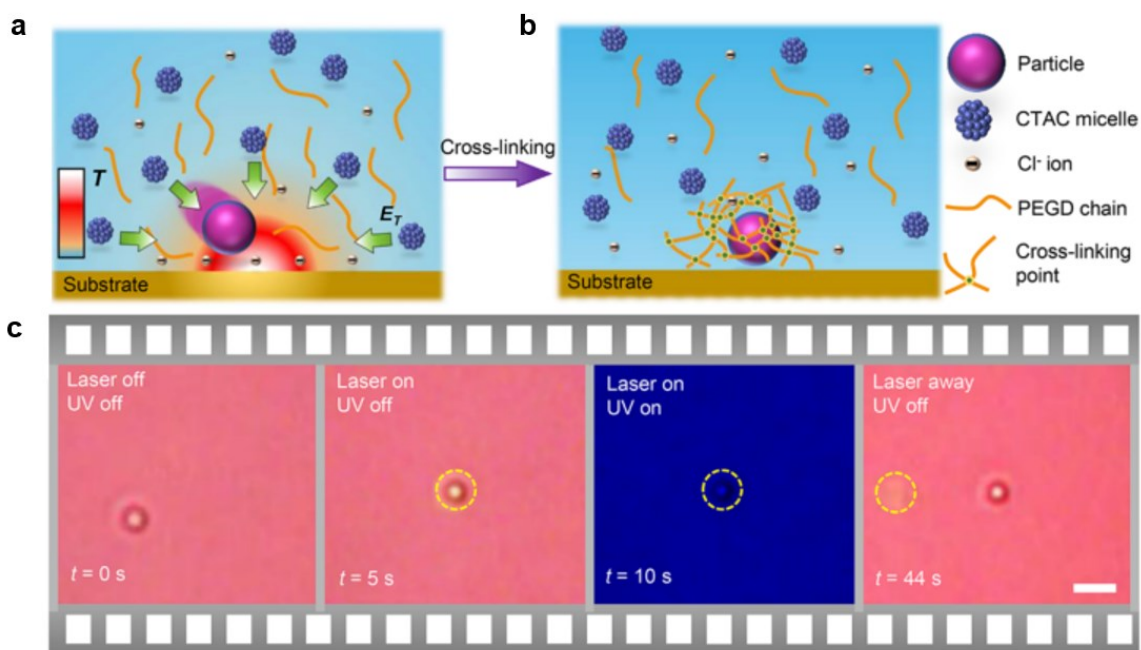 a
T
E_T
Substrate
Cross-linking
b
Substrate
Particle
CTAC micelle
Cl⁻ ion
PEGD chain
Cross-linking
point
c
Laser off
UV off
t = 0 s
Laser on
UV off
t = 5 s
Laser on
UV on
t = 10 s
Laser away
UV off
t = 44 s